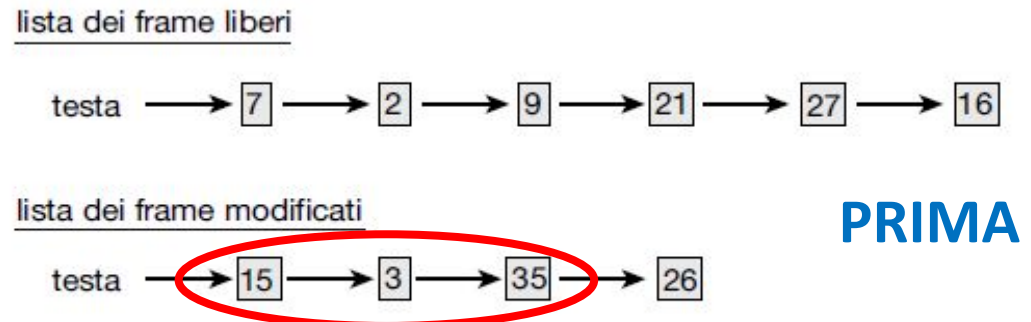 lista dei frame liberi
testa 7 2 9 21 27 16
lista dei frame modificati
PRIMA
testa 15 3 35 26